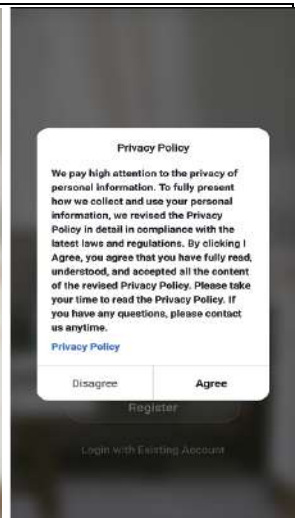 Privacy Policy
We pay high attention to the privacy of
personal information. To fully present
how we collect and use your personal
information, we revised the Privacy
Policy in detail in compliance with the
latest laws and regulations. By clicking I
Agree, you agree that you have fully read,
understood, and accepted all the content
of the revised Privacy Policy. Please take
your time to read the Privacy Policy. If
you have any questions, please contact
us anytime.
Privacy Policy
Disagree Agree
Register
Login with Existing Account